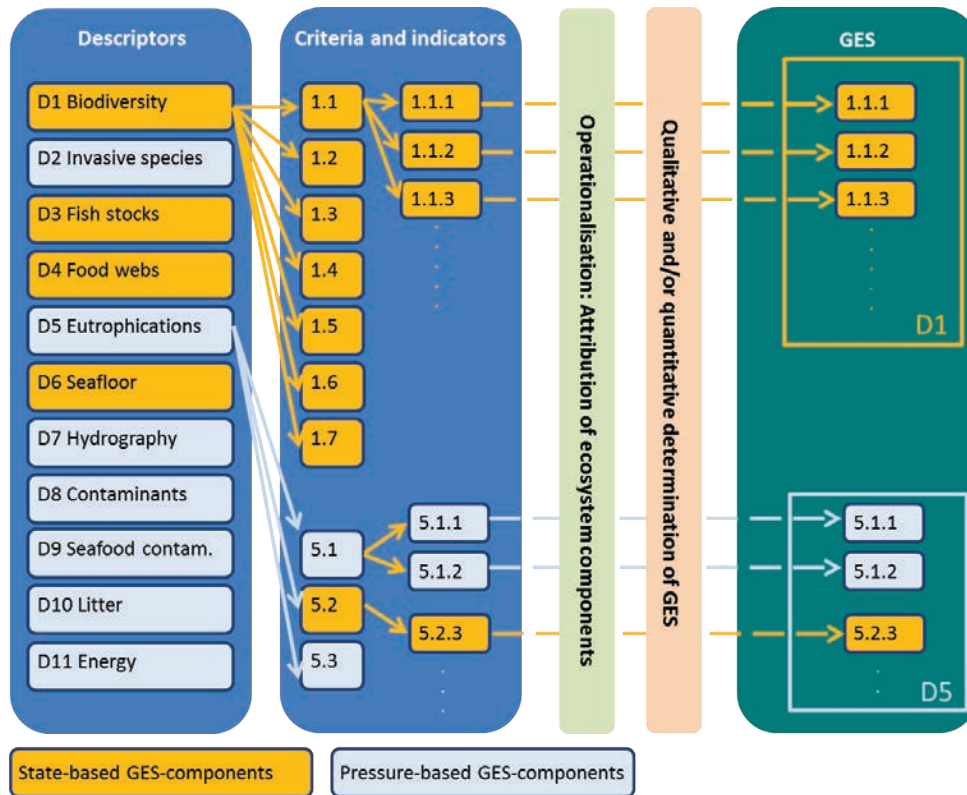 Descriptors
D1 Biodiversity
D2 Invasive species
D3 Fish stocks
D4 Food webs
D5 Eutrophications
D6 Seafloor
D7 Hydrography
D8 Contaminants
D9 Seafood contam.
D10 Litter
D11 Energy
Criteria and indicators
1.1
1.2
1.3
1.4
1.5
1.6
1.7
1.1.1
1.1.2
1.1.3
5.1
5.2
5.3
5.1.1
5.1.2
5.2.3
Operationalisation: Attribution of ecosystem components
Qualitative and/or quantitative determination of GES
GES
1.1.1
1.1.2
1.1.3
D1
5.1.1
5.1.2
5.2.3
D5
State-based GES-components
Pressure-based GES-components